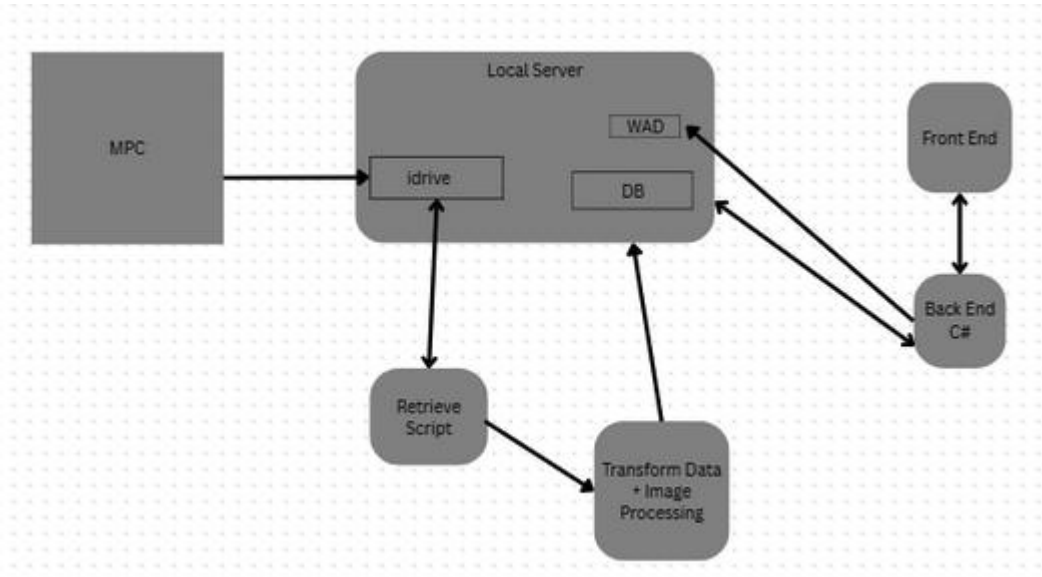 Local Server
MPC
WAD
Front End
idrive
DB
Back End
C#
Retrieve
Script
Transform Data
+ Image
Processing